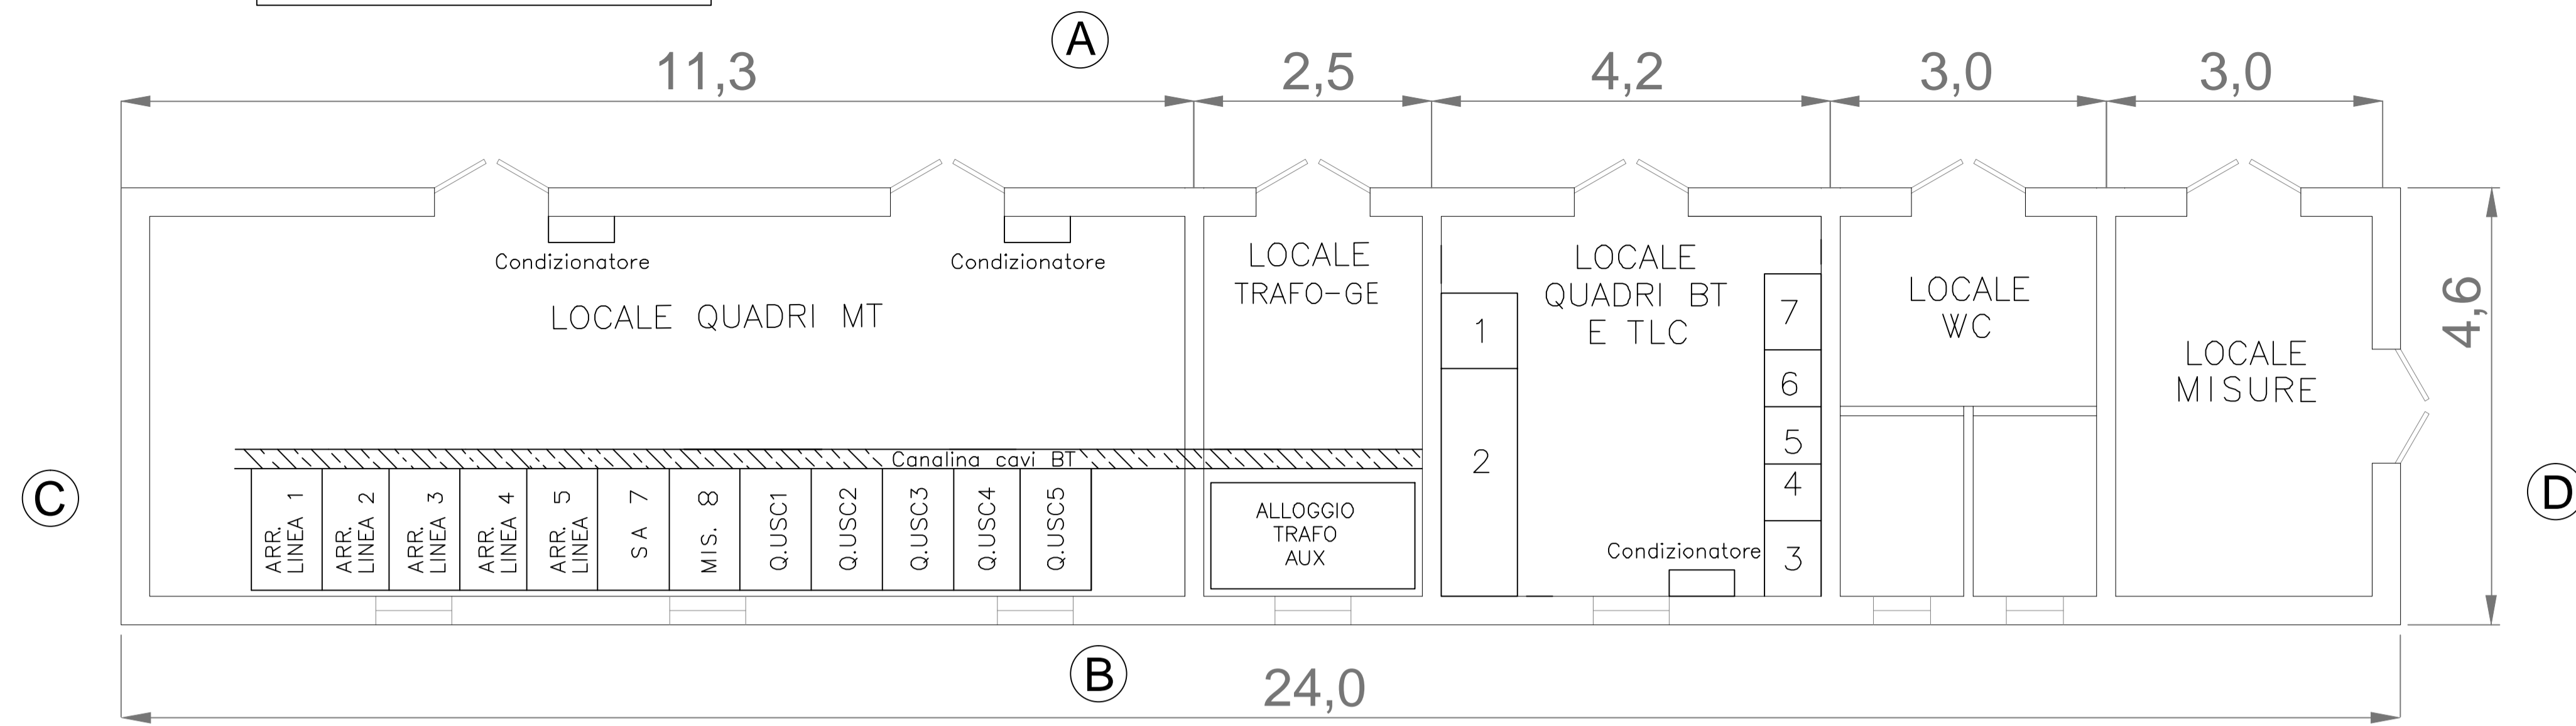 A
11,3
2,5
4,2
3,0
3,0
Condizionatore
Condizionatore
LOCALE QUADRI MT
LOCALE
TRAFO-GE
LOCALE
QUADRI BT
E TLC
LOCALE
WC
LOCALE
MISURE
4,6
1
2
7
6
5
4
3
Condizionatore
Canalina cavi BT
C
D
ARR.
LINEA 1
ARR.
LINEA 2
ARR.
LINEA 3
ARR.
LINEA 4
ARR.
LINEA 5
SA 7
MIS. 8
Q.USC1
Q.USC2
Q.USC3
Q.USC4
Q.USC5
ALLOGGIO
TRAFO
AUX
B
24,0